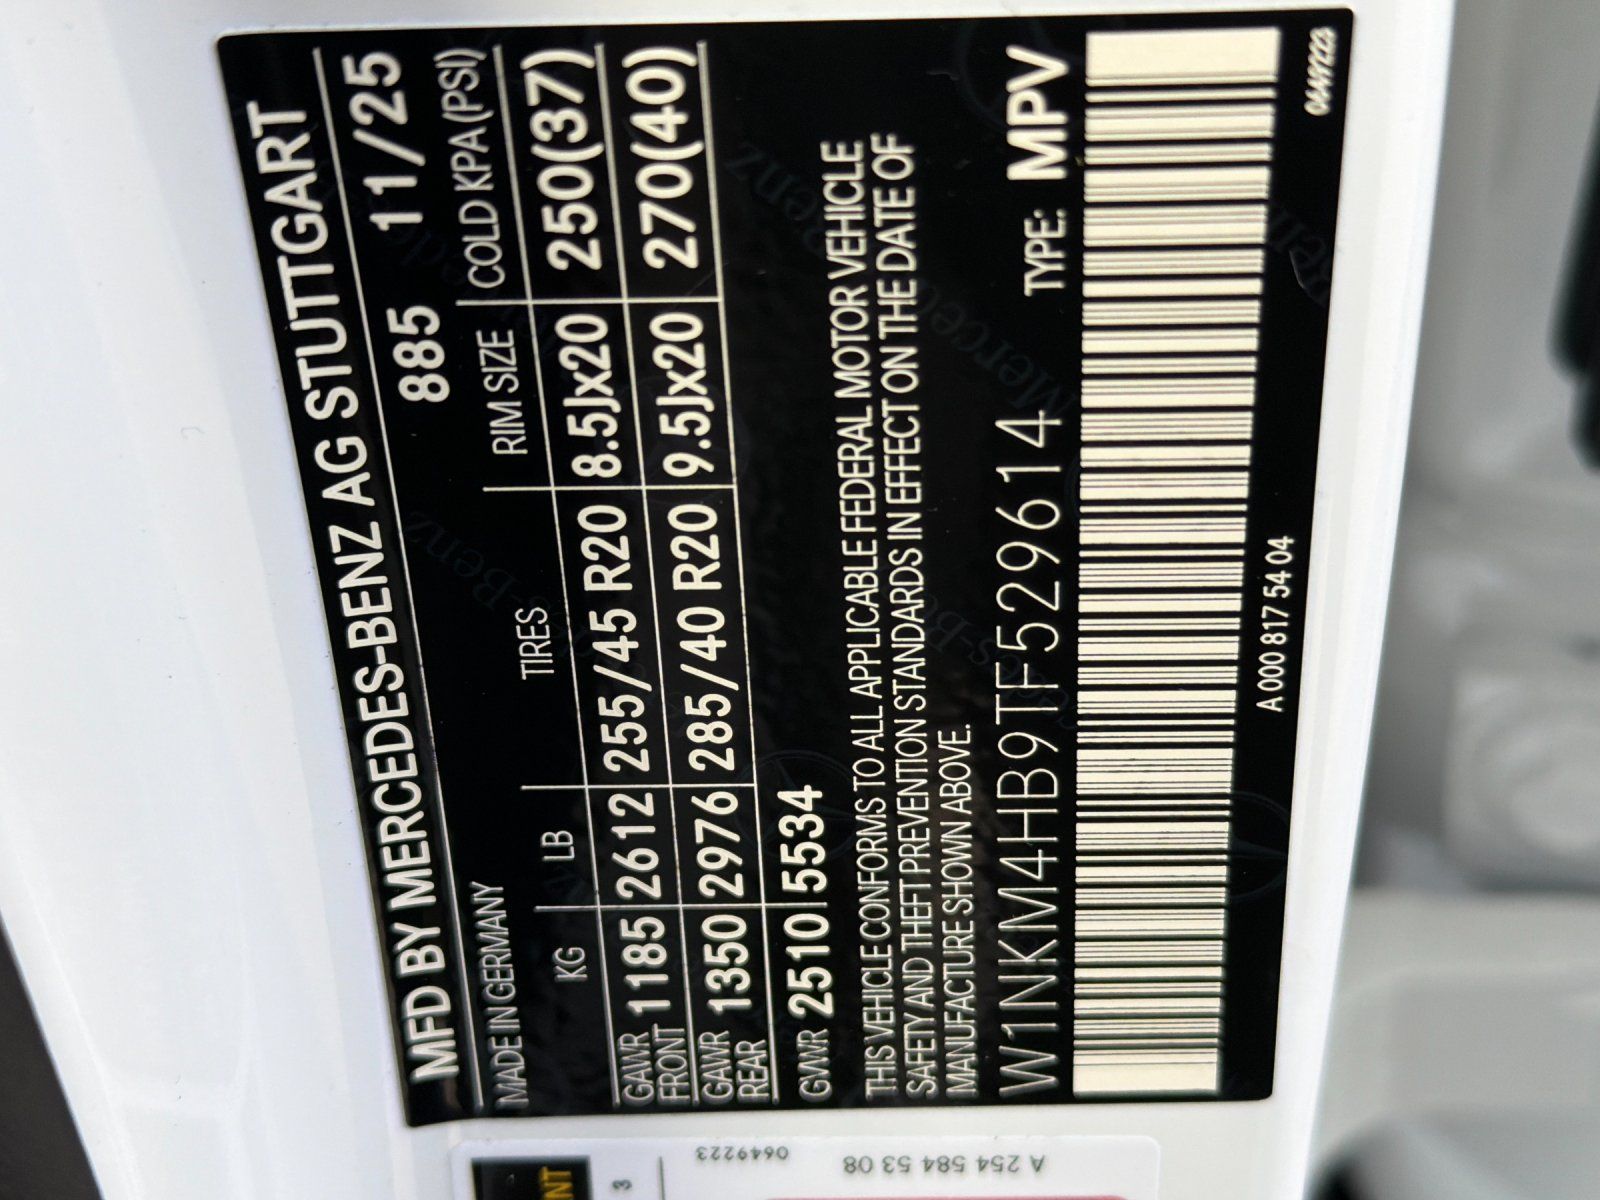 MFD BY MERCEDES-BENZ AG STUTTGART
MADE IN GERMANY 885 11/25
KG LB TIRES RIM SIZE COLD KPA (PSI)
GAWR FRONT 1185 2612 255/45 R20 8.5Jx20 250(37)
GAWR REAR 1350 2976 285/40 R20 9.5Jx20 270(40)
GVWR 2510 5534
THIS VEHICLE CONFORMS TO ALL APPLICABLE FEDERAL MOTOR VEHICLE
SAFETY AND THEFT PREVENTION STANDARDS IN EFFECT ON THE DATE OF
MANUFACTURE SHOWN ABOVE.
W1NKM4HB9TF529614 TYPE: MPV
A 000 817 54 04
0649223
A 254 584 53 08
0649223
3
NT